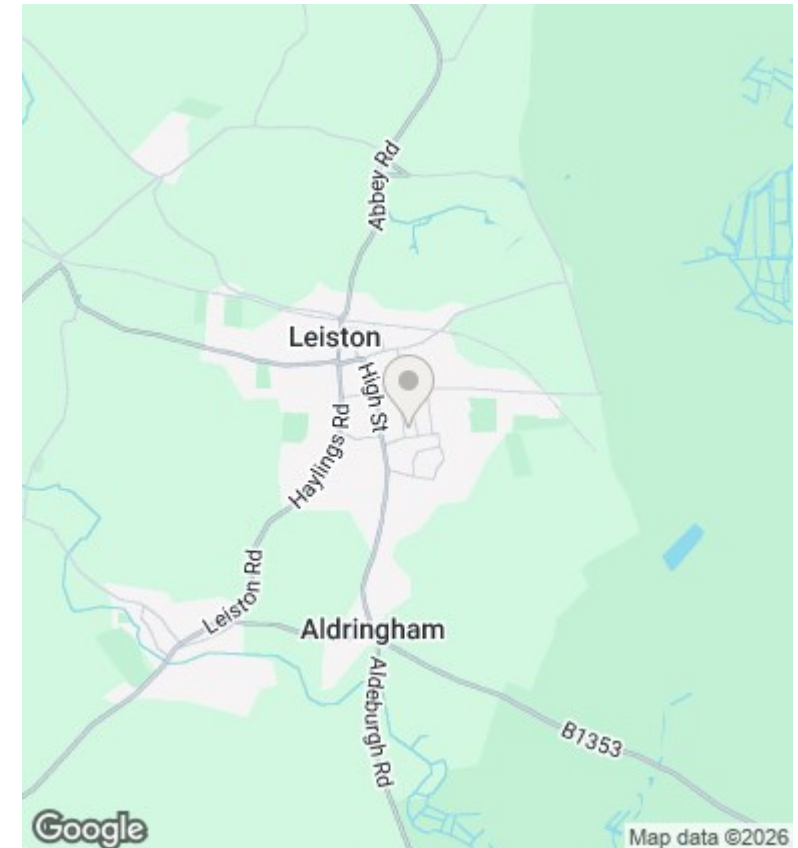 Abbey Rd
Leiston
High St
Haylings Rd
Leiston Rd
Aldringham
Aldeburgh Rd
B1353
Google
Map data ©2026